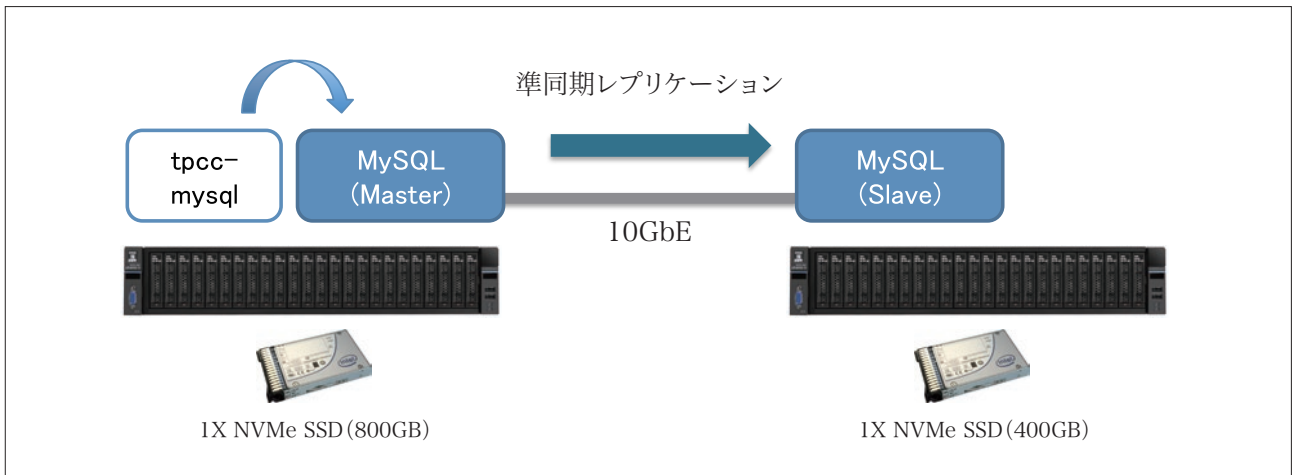 準同期レプリケーション
tpcc-
mysql
MySQL
(Master)
MySQL
(Slave)
10GbE
1X NVMe SSD(800GB)
1X NVMe SSD(400GB)